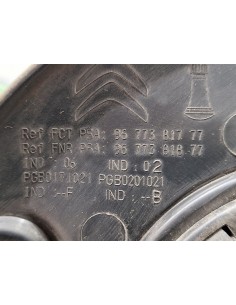 Ref FCT PSA: 96 773 817 77
Ref FNR PSA: 96 773 818 77
IND : 06 IND : 02
PGB0171021 PGB0201021
IND :-F IND :--B